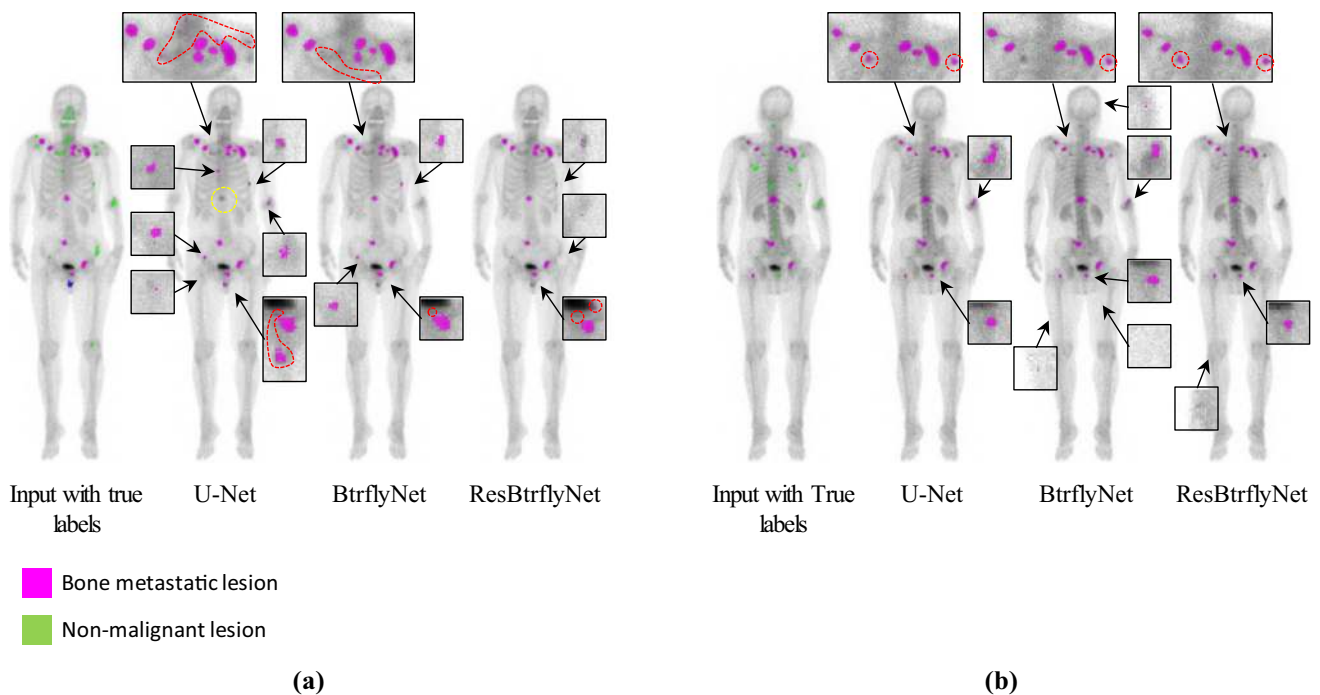 Input with true labels
U-Net
BtrflyNet
ResBtrflyNet
Input with True labels
U-Net
BtrflyNet
ResBtrflyNet
Bone metastatic lesion
Non-malignant lesion
(a)
(b)